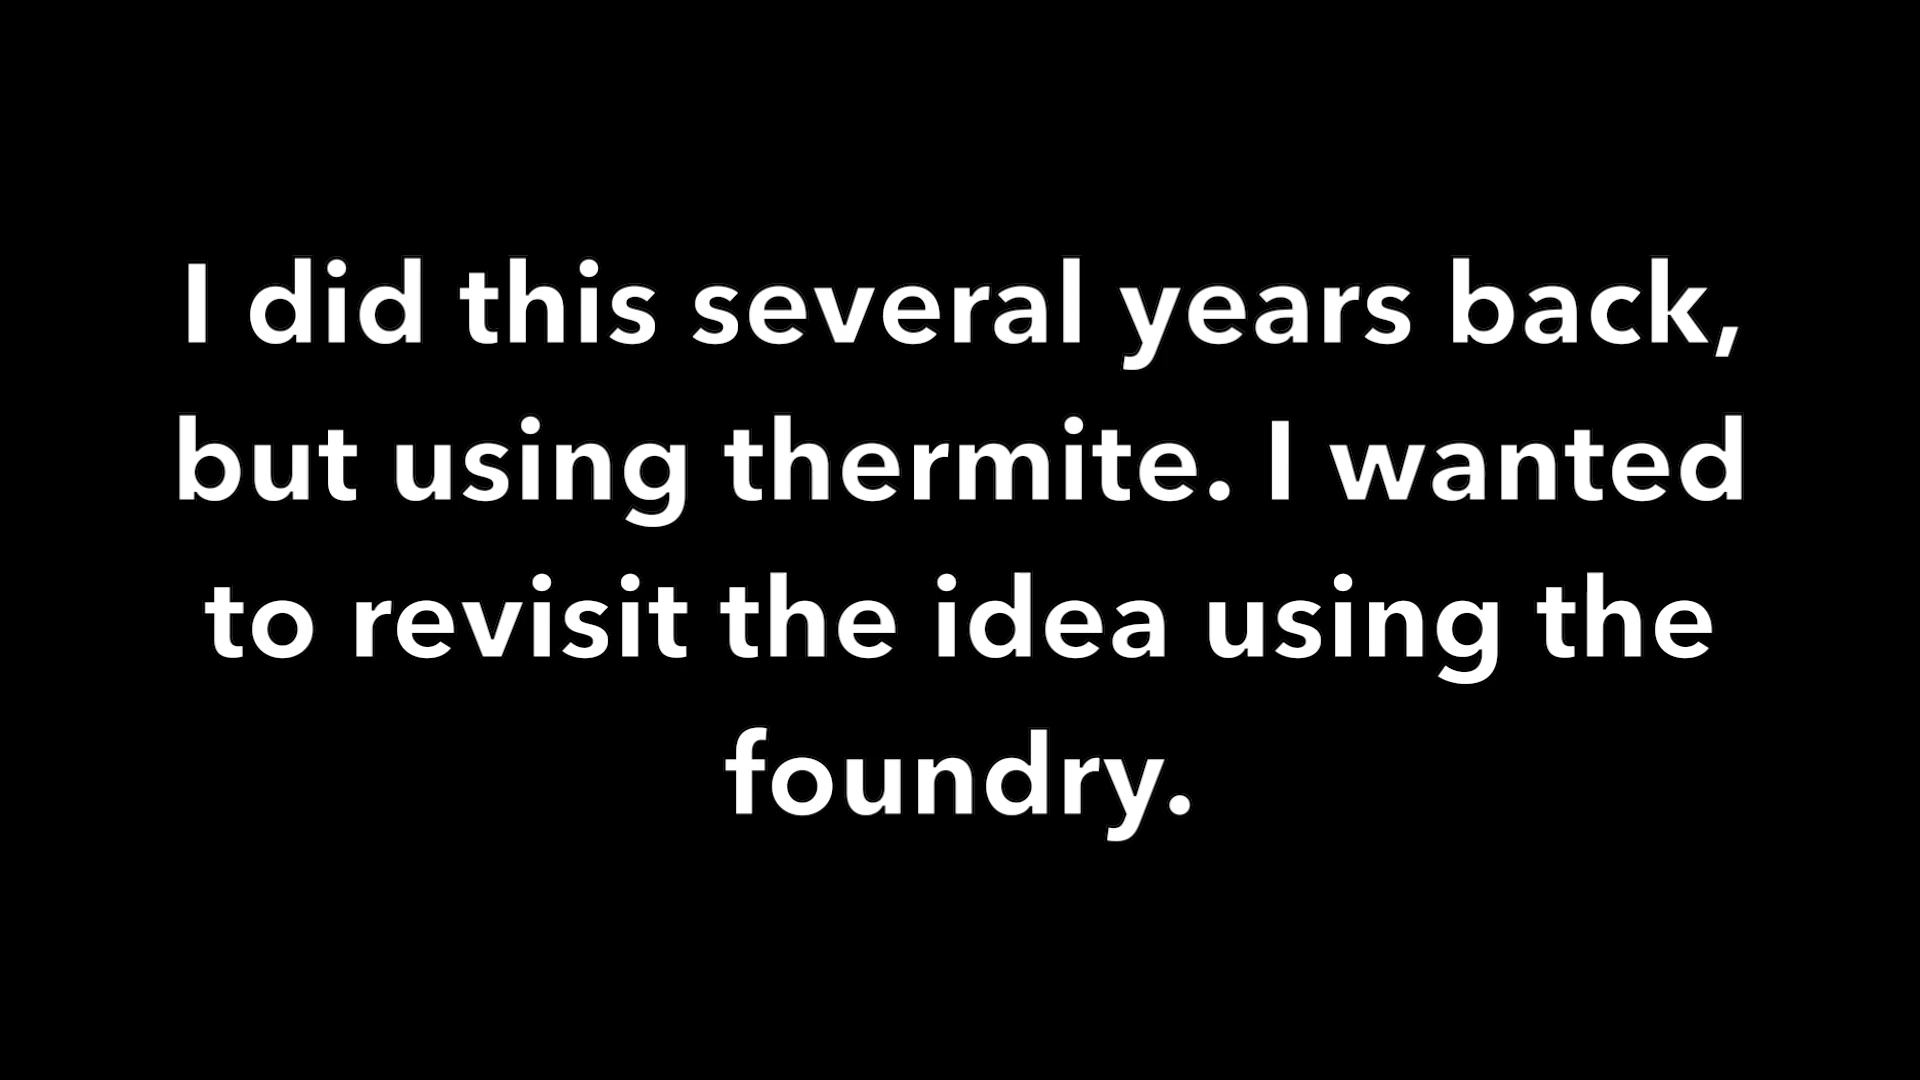 I did this several years back,
but using thermite. I wanted
to revisit the idea using the
foundry.